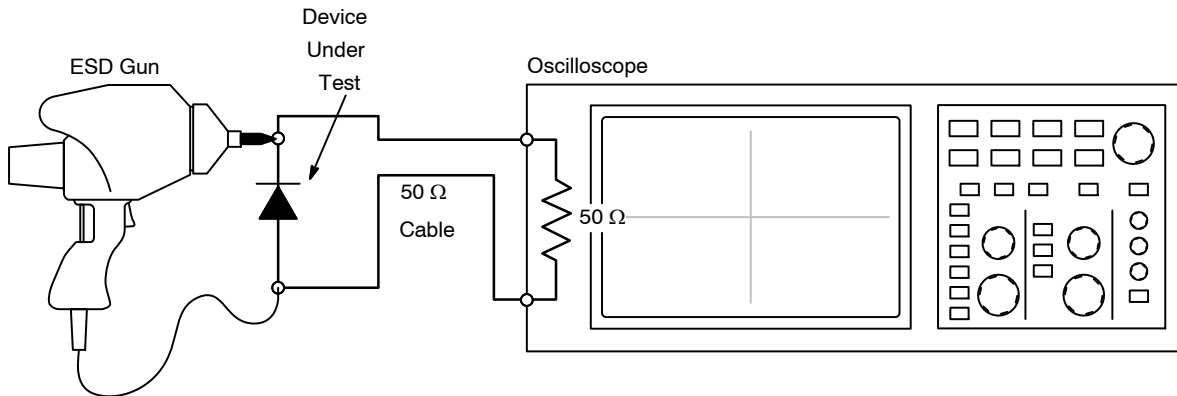 Device
Under
Test
ESD Gun
Oscilloscope
50 Ω
Cable
50 Ω